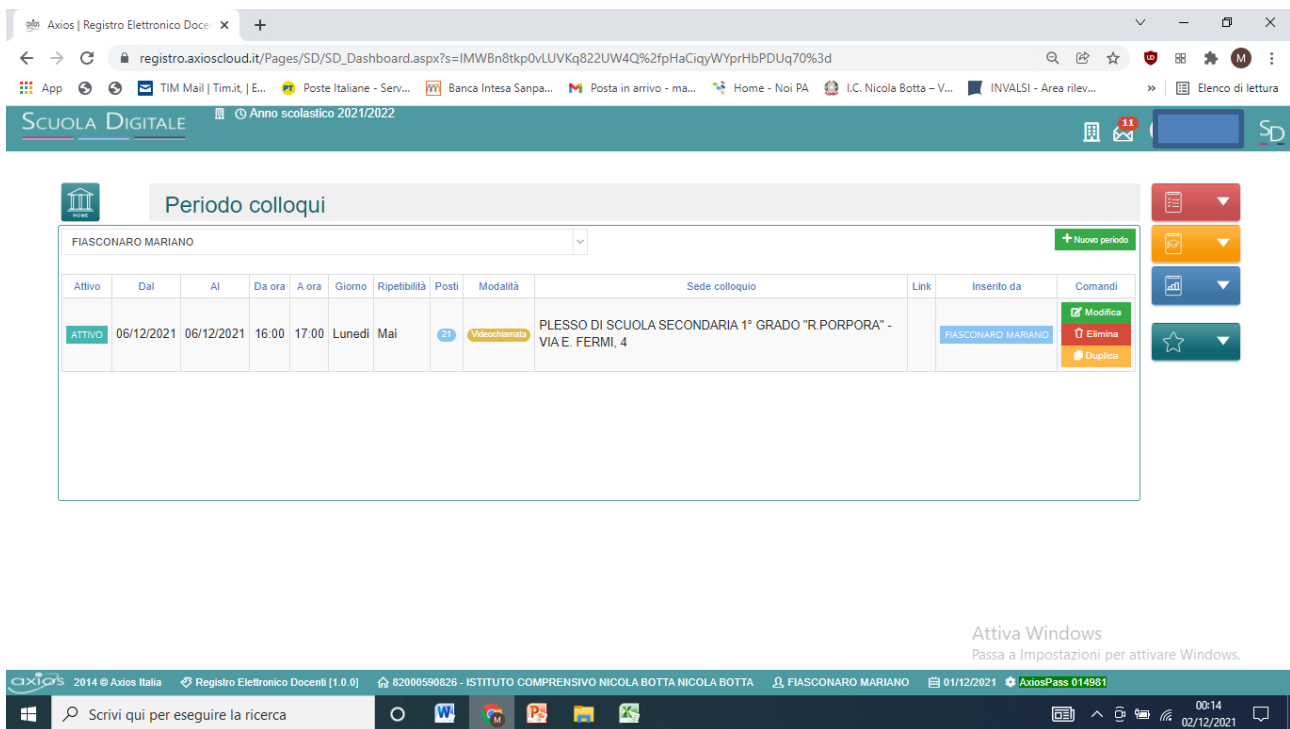 Axios | Registro Elettronico Doce
registro.axioscloud.it/Pages/SD/SD_Dashboard.aspx?s=IMWBn8tkp0vLUVKq822UW4Q%2fpHaCiqyWYprHbPDUq70%3d
M
App TIM Mail | Tim.it, | E... Poste Italiane - Serv... Banca Intesa Sanpa... Posta in arrivo - ma... Home - Noi PA I.C. Nicola Botta – V... INVALSI - Area rilev... » Elenco di lettura
SCUOLA DIGITALE Anno scolastico 2021/2022 11 SD
HOME Periodo colloqui
FIASCONARO MARIANO + Nuovo periodo
Attivo Dal Al Da ora A ora Giorno Ripetibilità Posti Modalità Sede colloquio Link Inserito da Comandi
ATTIVO 06/12/2021 06/12/2021 16:00 17:00 Lunedì Mai 21 Videochiamata PLESSO DI SCUOLA SECONDARIA 1° GRADO "R.PORPORA" -
VIA E. FERMI, 4
FIASCONARO MARIANO
Modifica
Elimina
Duplica
Attiva Windows
Passa a Impostazioni per attivare Windows.
axios 2014 © Axios Italia Registro Elettronico Docenti [1.0.0] 82000590826 - ISTITUTO COMPRENSIVO NICOLA BOTTA NICOLA BOTTA FIASCONARO MARIANO 01/12/2021 AxiosPass 014981
Scrivi qui per eseguire la ricerca
00:14
02/12/2021